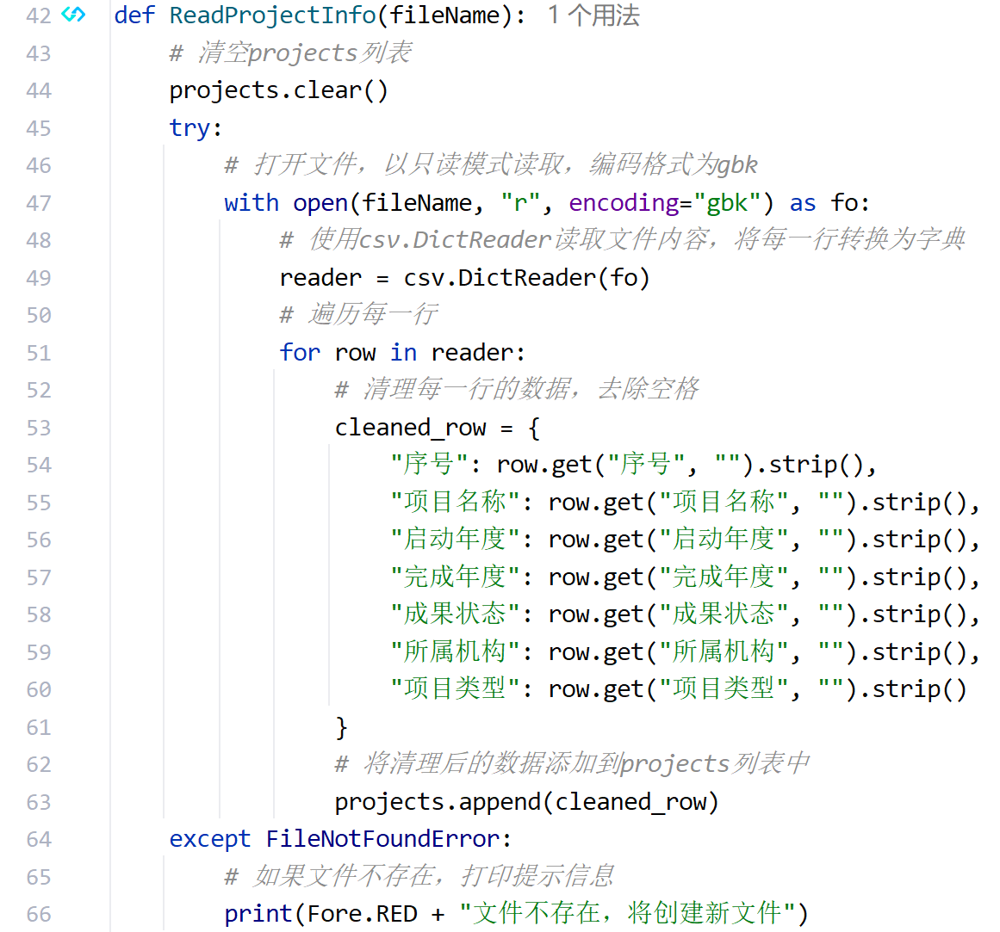 42 def ReadProjectInfo(fileName): 1 个用法
43 # 清空projects列表
44 projects.clear()
45 try:
46 # 打开文件，以只读模式读取，编码格式为gbk
47 with open(fileName, "r", encoding="gbk") as fo:
48 # 使用csv.DictReader读取文件内容，将每一行转换为字典
49 reader = csv.DictReader(fo)
50 # 遍历每一行
51 for row in reader:
52 # 清理每一行的数据，去除空格
53 cleaned_row = {
54 "序号": row.get("序号", "").strip(),
55 "项目名称": row.get("项目名称", "").strip(),
56 "启动年度": row.get("启动年度", "").strip(),
57 "完成年度": row.get("完成年度", "").strip(),
58 "成果状态": row.get("成果状态", "").strip(),
59 "所属机构": row.get("所属机构", "").strip(),
60 "项目类型": row.get("项目类型", "").strip()
61 }
62 # 将清理后的数据添加到projects列表中
63 projects.append(cleaned_row)
64 except FileNotFoundError:
65 # 如果文件不存在，打印提示信息
66 print(Fore.RED + "文件不存在，将创建新文件")